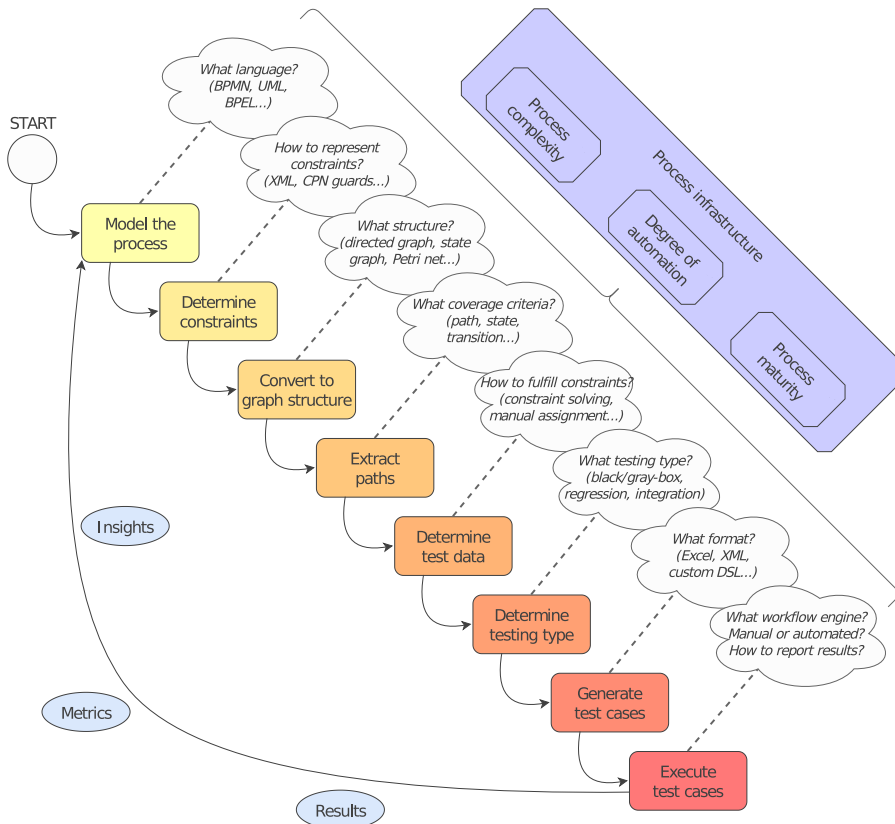 What language?
(BPMN, UML,
BPEL...)
START
How to represent
constraints?
(XML, CPN guards...)
Model the
process
What structure?
(directed graph, state
graph, Petri net...)
Determine
constraints
What coverage criteria?
(path, state,
transition...)
Convert to
graph structure
How to fulfill constraints?
(constraint solving,
manual assignment...)
Extract
paths
What testing type?
(black/gray-box,
regression, integration)
Determine
test data
What format?
(Excel, XML,
custom DSL...)
Determine
testing type
What workflow engine?
Manual or automated?
How to report results?
Generate
test cases
Execute
test cases
Insights
Metrics
Results
Process infrastructure
Process
complexity
Degree of
automation
Process
maturity